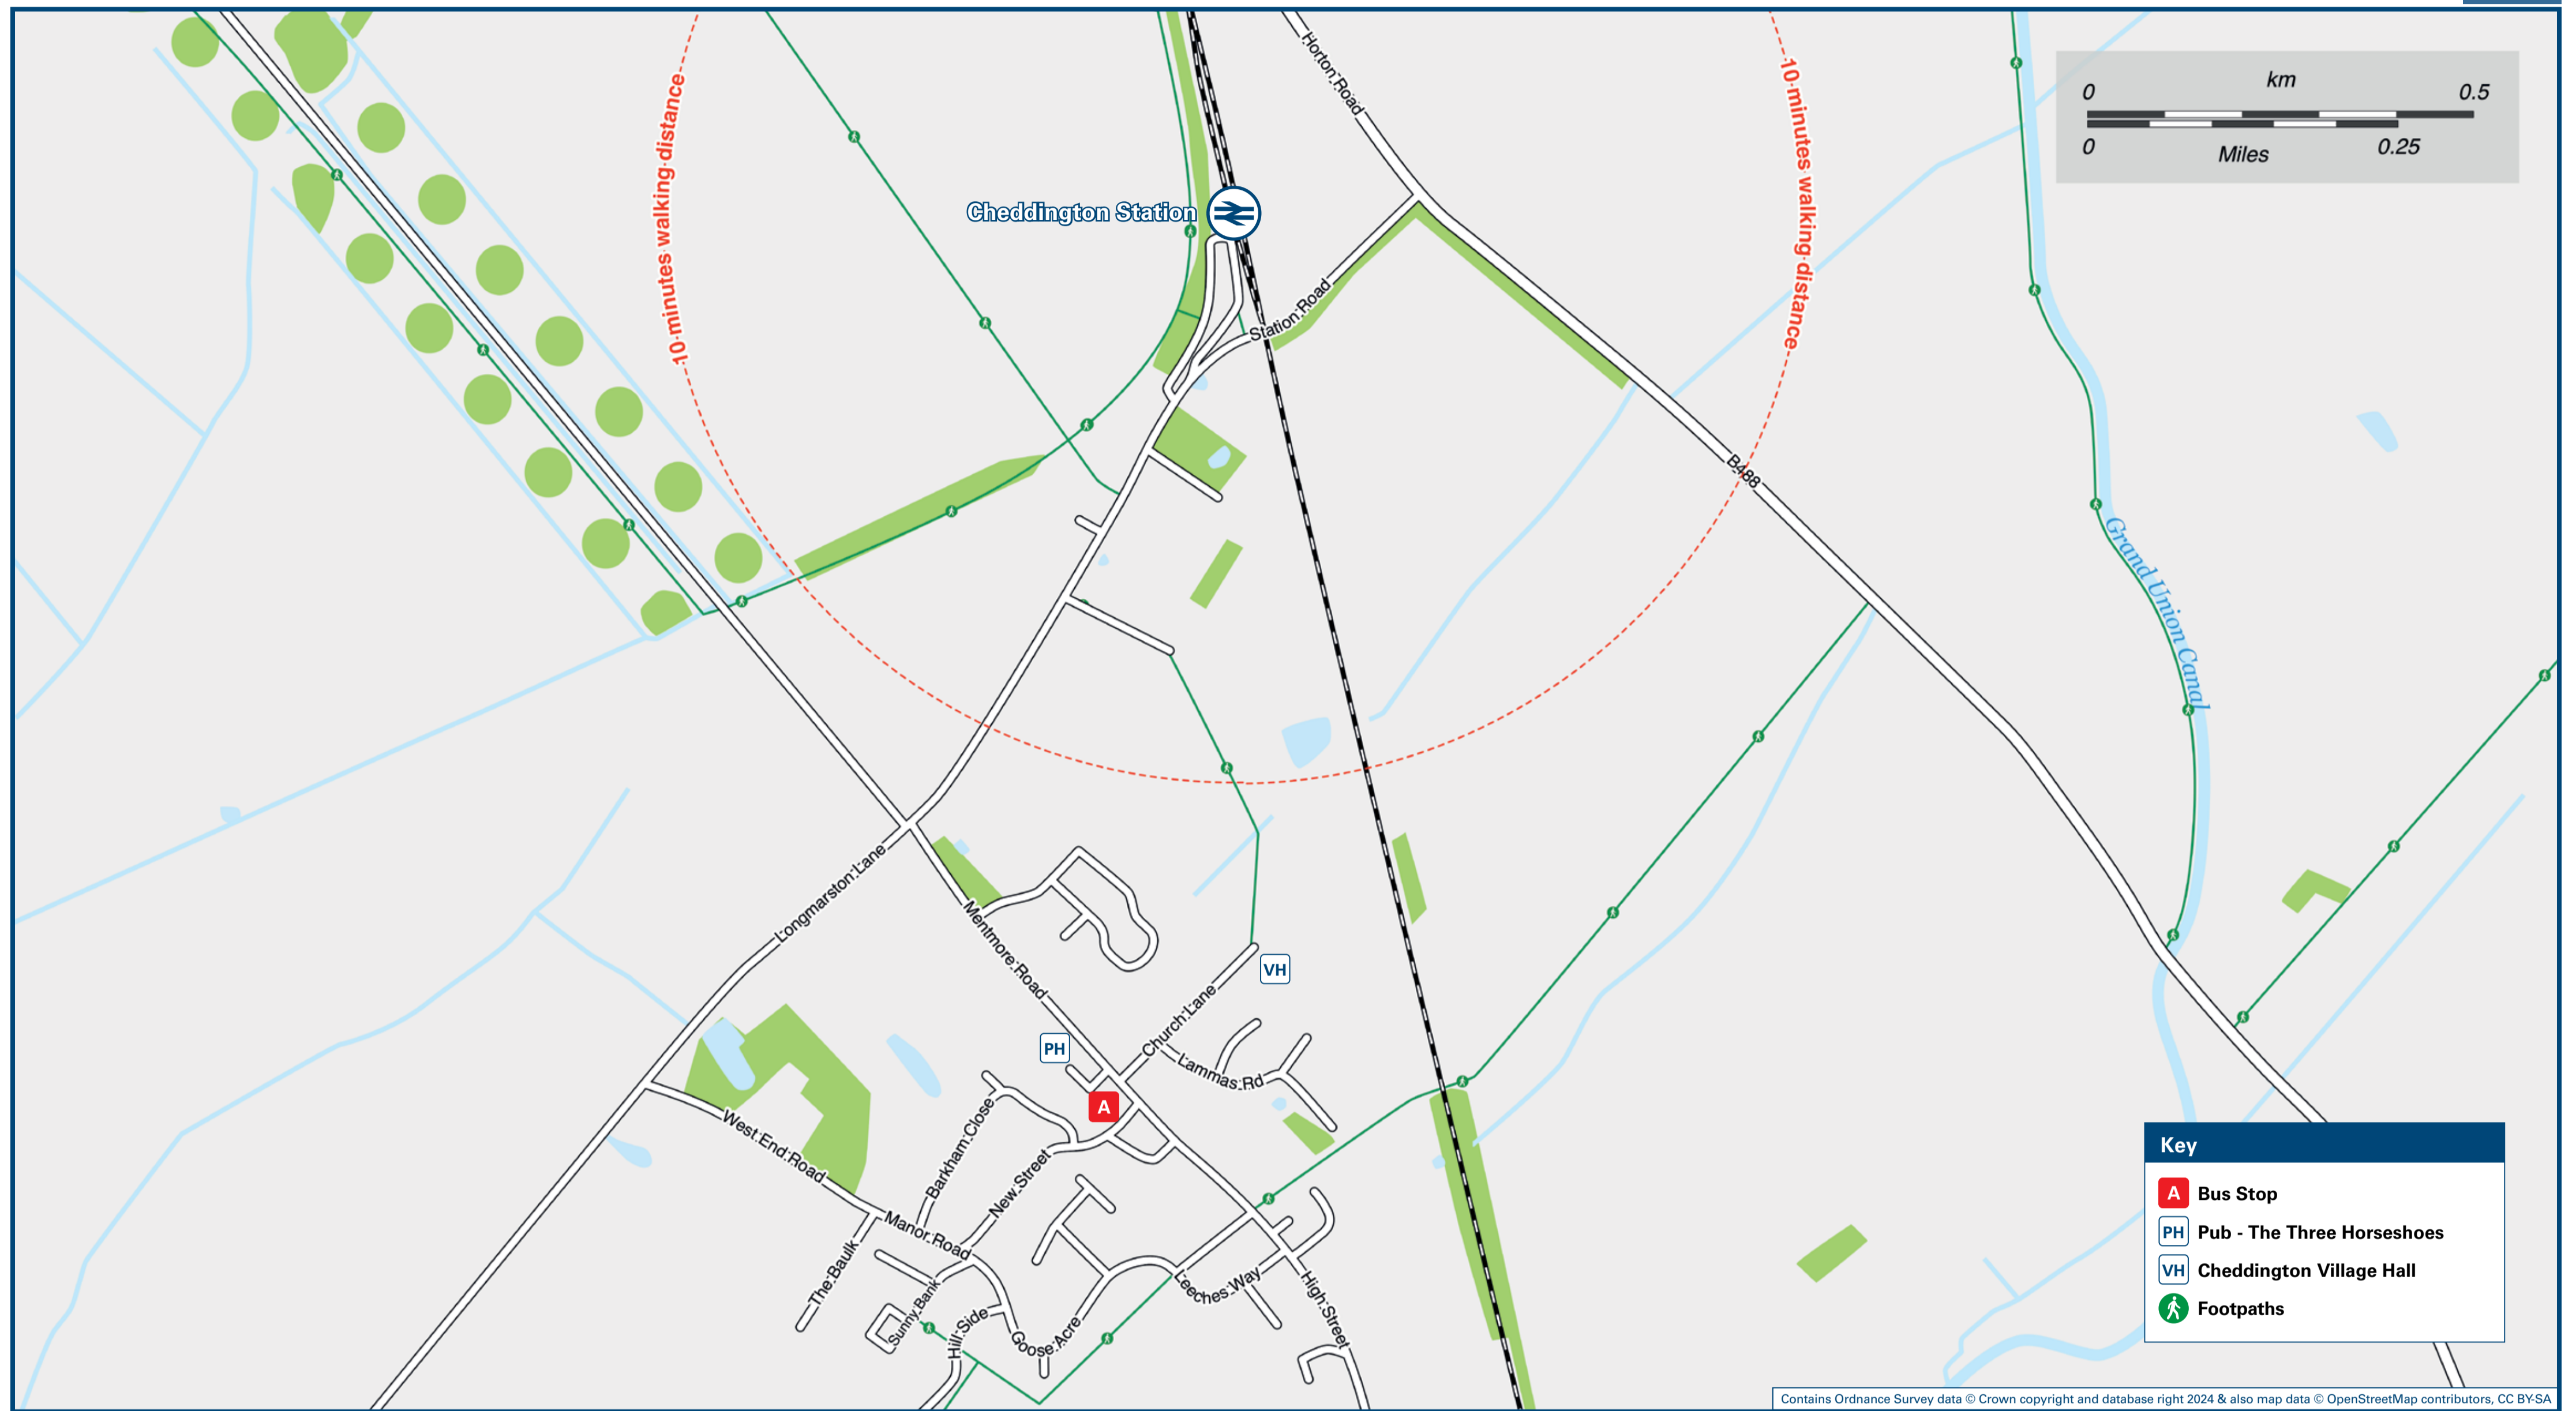 Horton Road
km
0 0.5
0 0.25
Miles
10 minutes walking distance
10 minutes walking distance
Cheddington Station
Station Road
B488
Grand Union Canal
Longmarston Lane
Mentmore Road
VH
Church Lane
PH
Lammas Rd
A
West End Road
Barkham Close
New Street
Manor Road
The Baulk
Sunny Bank
Hill Side
Goose Acre
Leeches Way
High Street
Key
A Bus Stop
PH Pub - The Three Horseshoes
VH Cheddington Village Hall
Footpaths
Contains Ordnance Survey data © Crown copyright and database right 2024 & also map data © OpenStreetMap contributors, CC BY-SA